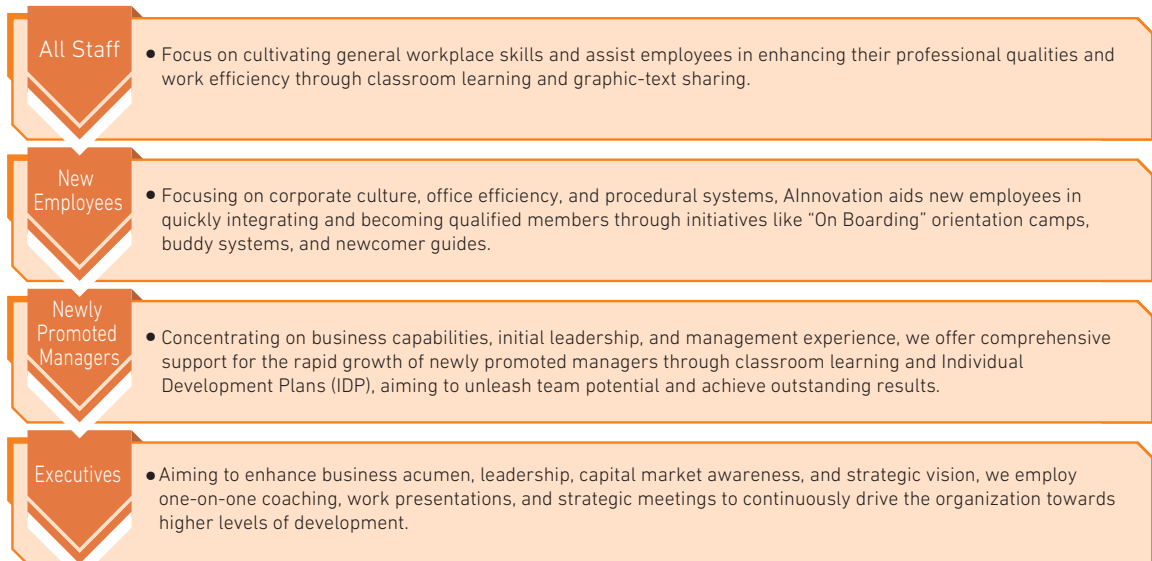 All Staff
● Focus on cultivating general workplace skills and assist employees in enhancing their professional qualities and
work efficiency through classroom learning and graphic-text sharing.
New
Employees
● Focusing on corporate culture, office efficiency, and procedural systems, AInnovation aids new employees in
quickly integrating and becoming qualified members through initiatives like “On Boarding” orientation camps,
buddy systems, and newcomer guides.
Newly
Promoted
Managers
● Concentrating on business capabilities, initial leadership, and management experience, we offer comprehensive
support for the rapid growth of newly promoted managers through classroom learning and Individual
Development Plans (IDP), aiming to unleash team potential and achieve outstanding results.
Executives
● Aiming to enhance business acumen, leadership, capital market awareness, and strategic vision, we employ
one-on-one coaching, work presentations, and strategic meetings to continuously drive the organization towards
higher levels of development.